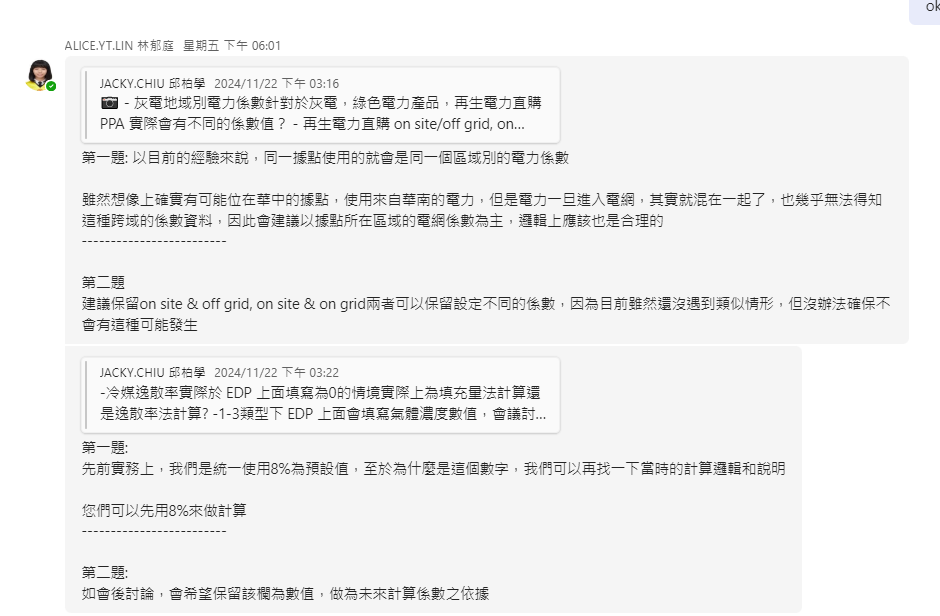 ok
ALICE.YT.LIN 林郁庭 星期五 下午 06:01
JACKY.CHIU 邱柏學 2024/11/22 下午 03:16
- 灰電地域別電力係數針對於灰電，綠色電力產品，再生電力直購
PPA 實際會有不同的係數值？ - 再生電力直購 on site/off grid, on...
第一題: 以目前的經驗來說，同一據點使用的就會是同一個區域別的電力係數
雖然想像上確實有可能位在華中的據點，使用來自華南的電力，但是電力一旦進入電網，其實就混在一起了，也幾乎無法得知
這種跨域的係數資料，因此會建議以據點所在區域的電網係數為主，邏輯上應該也是合理的
-------------------------
第二題
建議保留on site & off grid, on site & on grid兩者可以保留設定不同的係數，因為目前雖然還沒遇到類似情形，但沒辦法確保不
會有這種可能發生
JACKY.CHIU 邱柏學 2024/11/22 下午 03:22
-冷媒逸散率實際於 EDP 上面填寫為0的情境實際上為填充量法計算還
是逸散率法計算? -1-3類型下 EDP 上面會填寫氣體濃度數值，會議討...
第一題:
先前實務上，我們是統一使用8%為預設值，至於為什麼是這個數字，我們可以再找一下當時的計算邏輯和說明
您們可以先用8%來做計算
-------------------------
第二題:
如會後討論，會希望保留該欄為數值，做為未來計算係數之依據